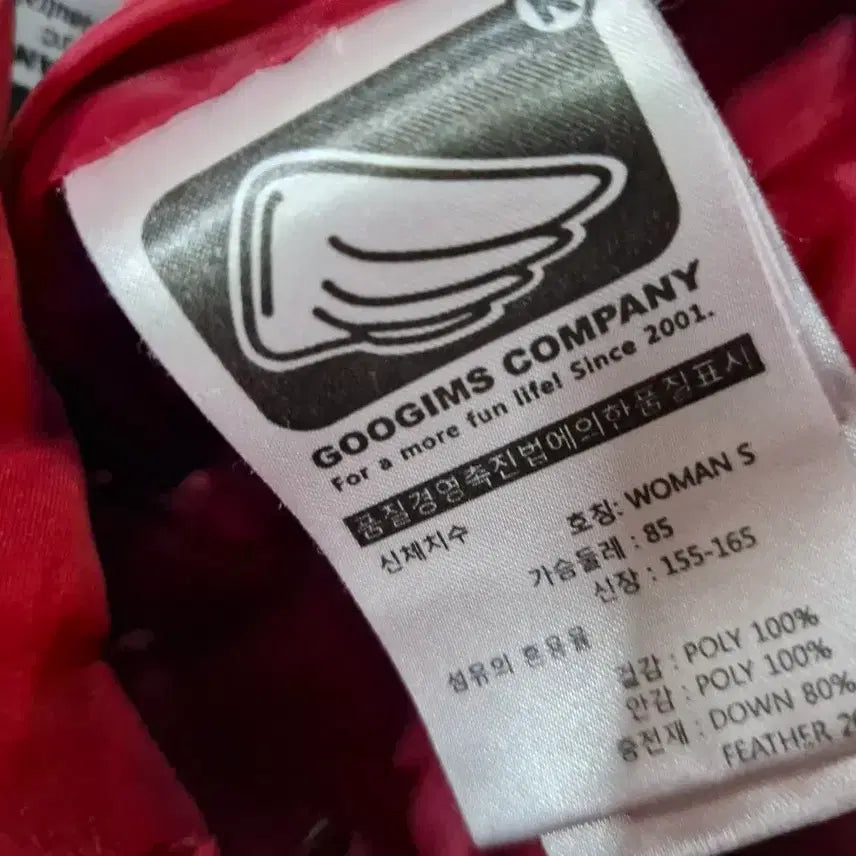 GOOGIMS COMPANY
For a more fun life! Since 2001.
품질경영촉진법에의한품질표시
신체치수
호칭: WOMAN S
가슴둘레 : 85
신장 : 155-165
섬유의 혼용율
겉감 : POLY 100%
안감 : POLY 100%
충전재 : DOWN 80%
FEATHER